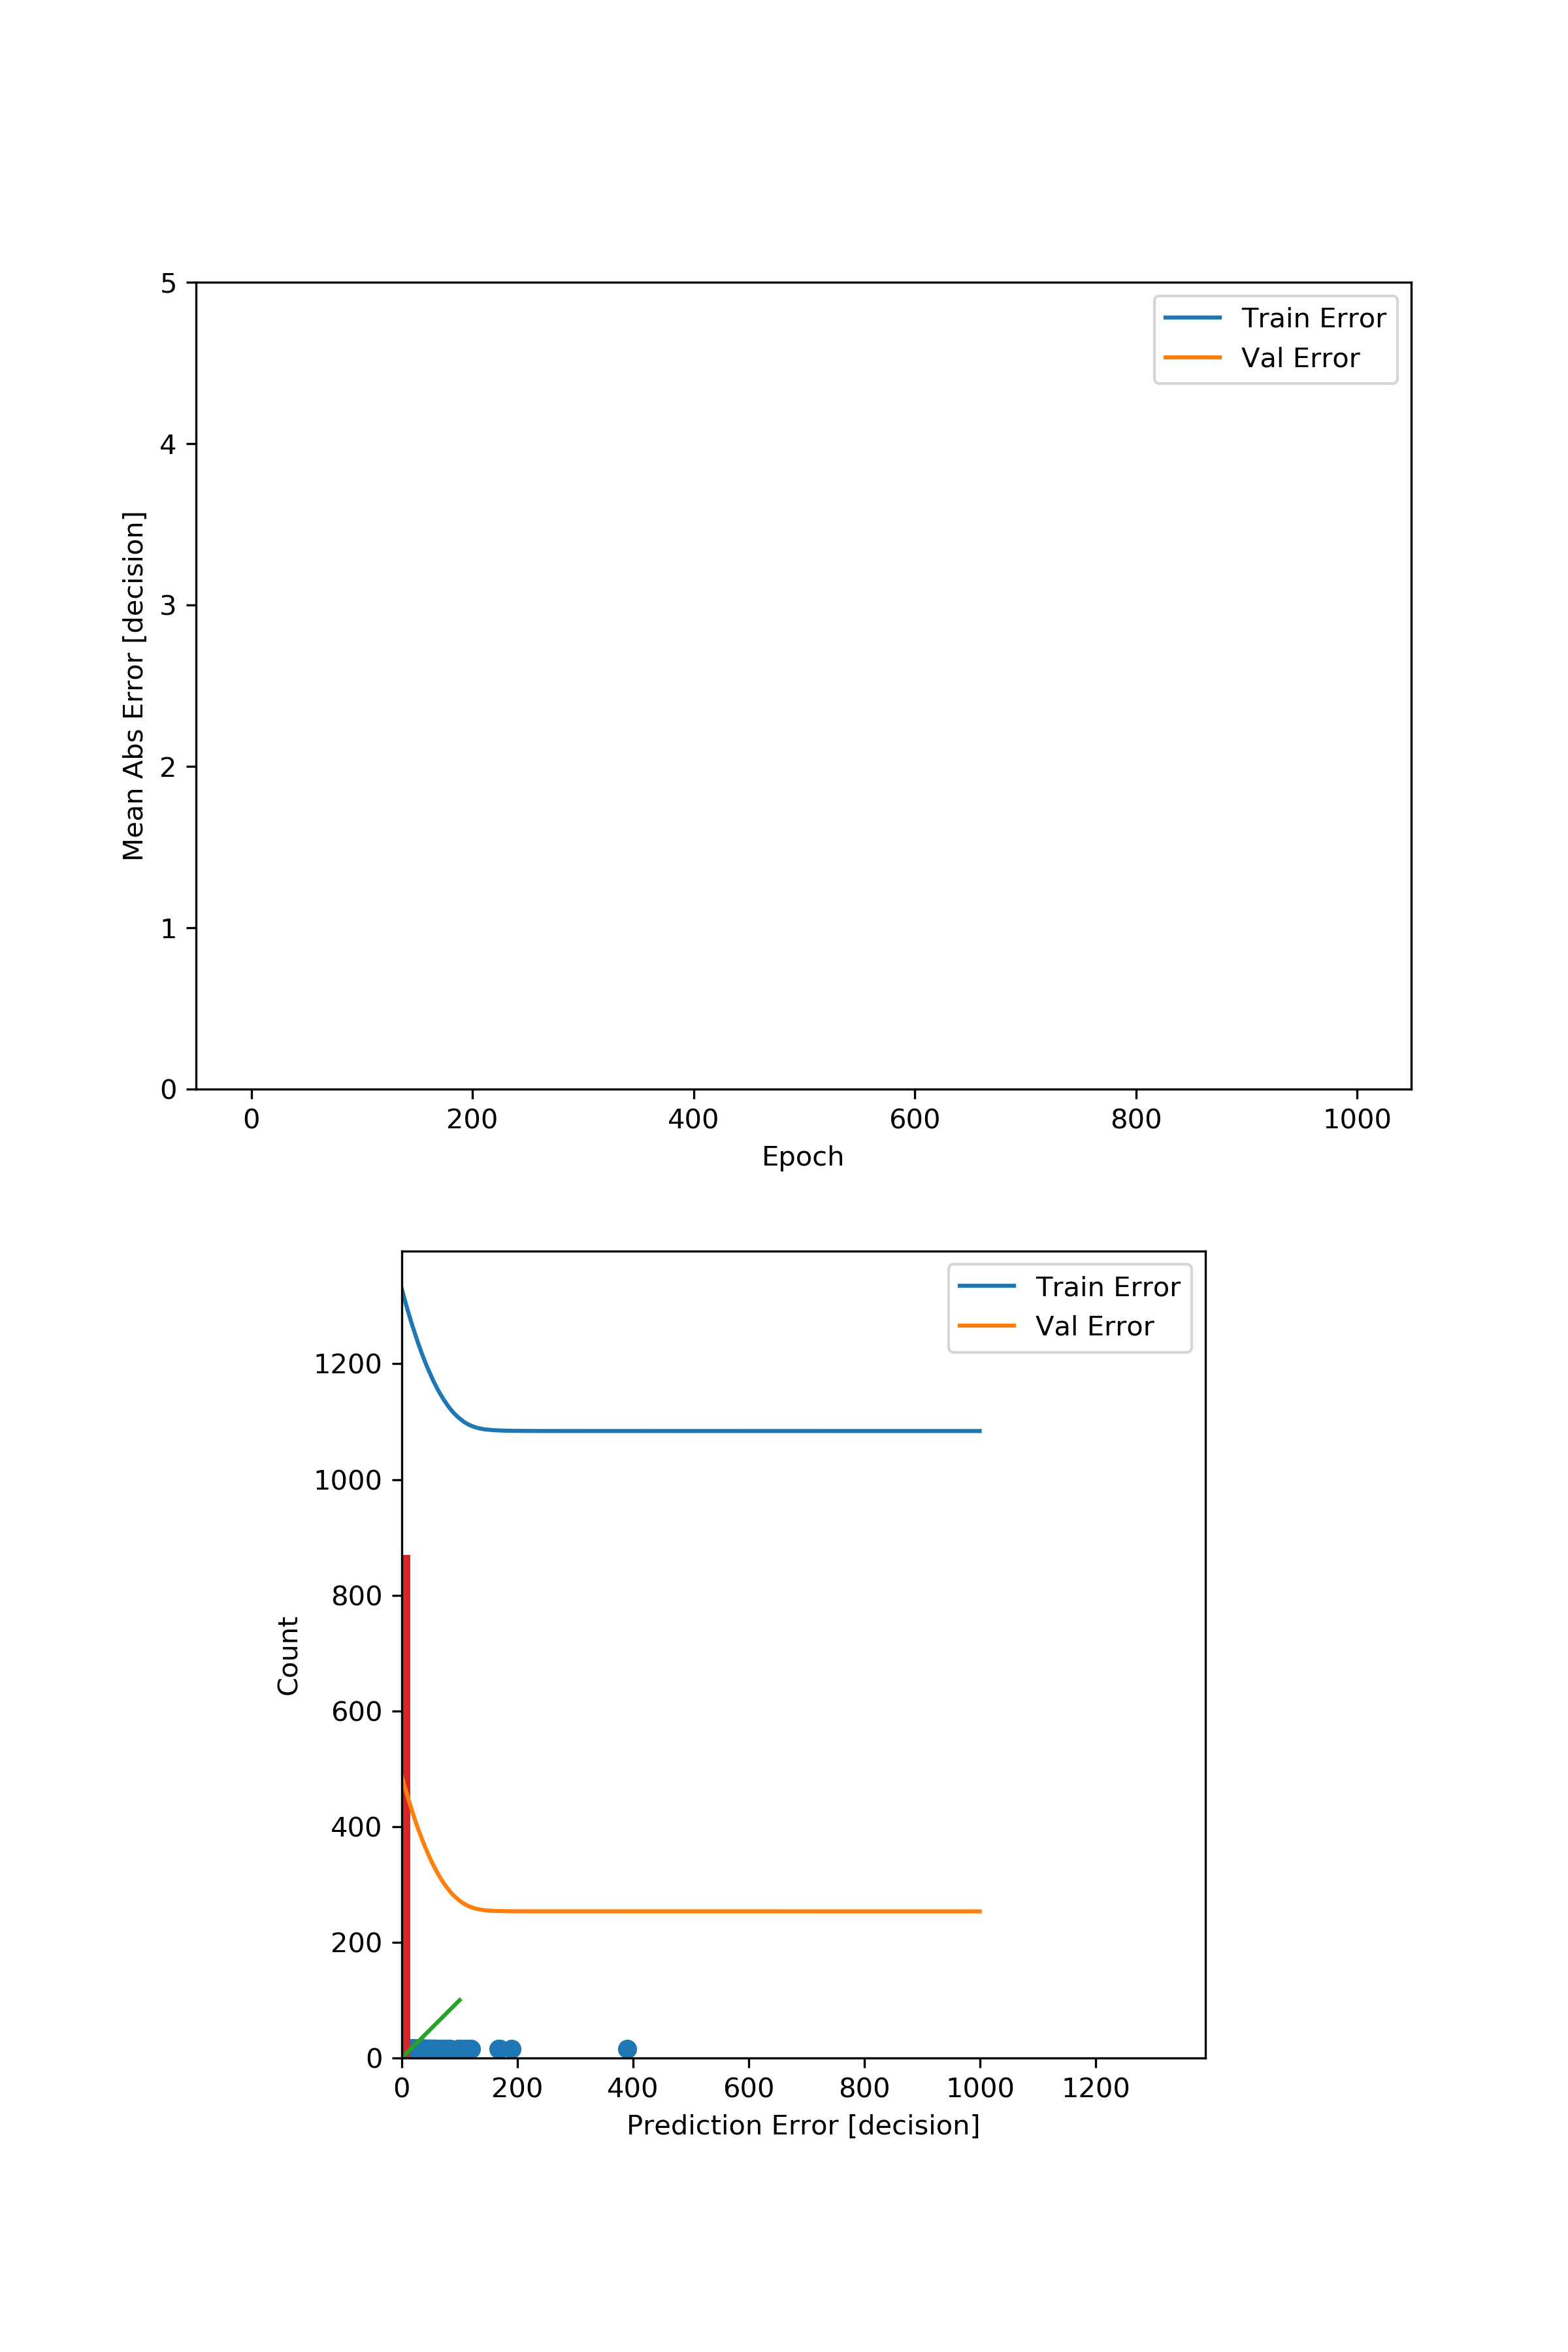 5
Train Error
Val Error
4
3
2
1
0
Mean Abs Error [decision]
0 200 400 600 800 1000
Epoch
Train Error
Val Error
1200
1000
800
600
400
200
0
Count
0 200 400 600 800 1000 1200
Prediction Error [decision]